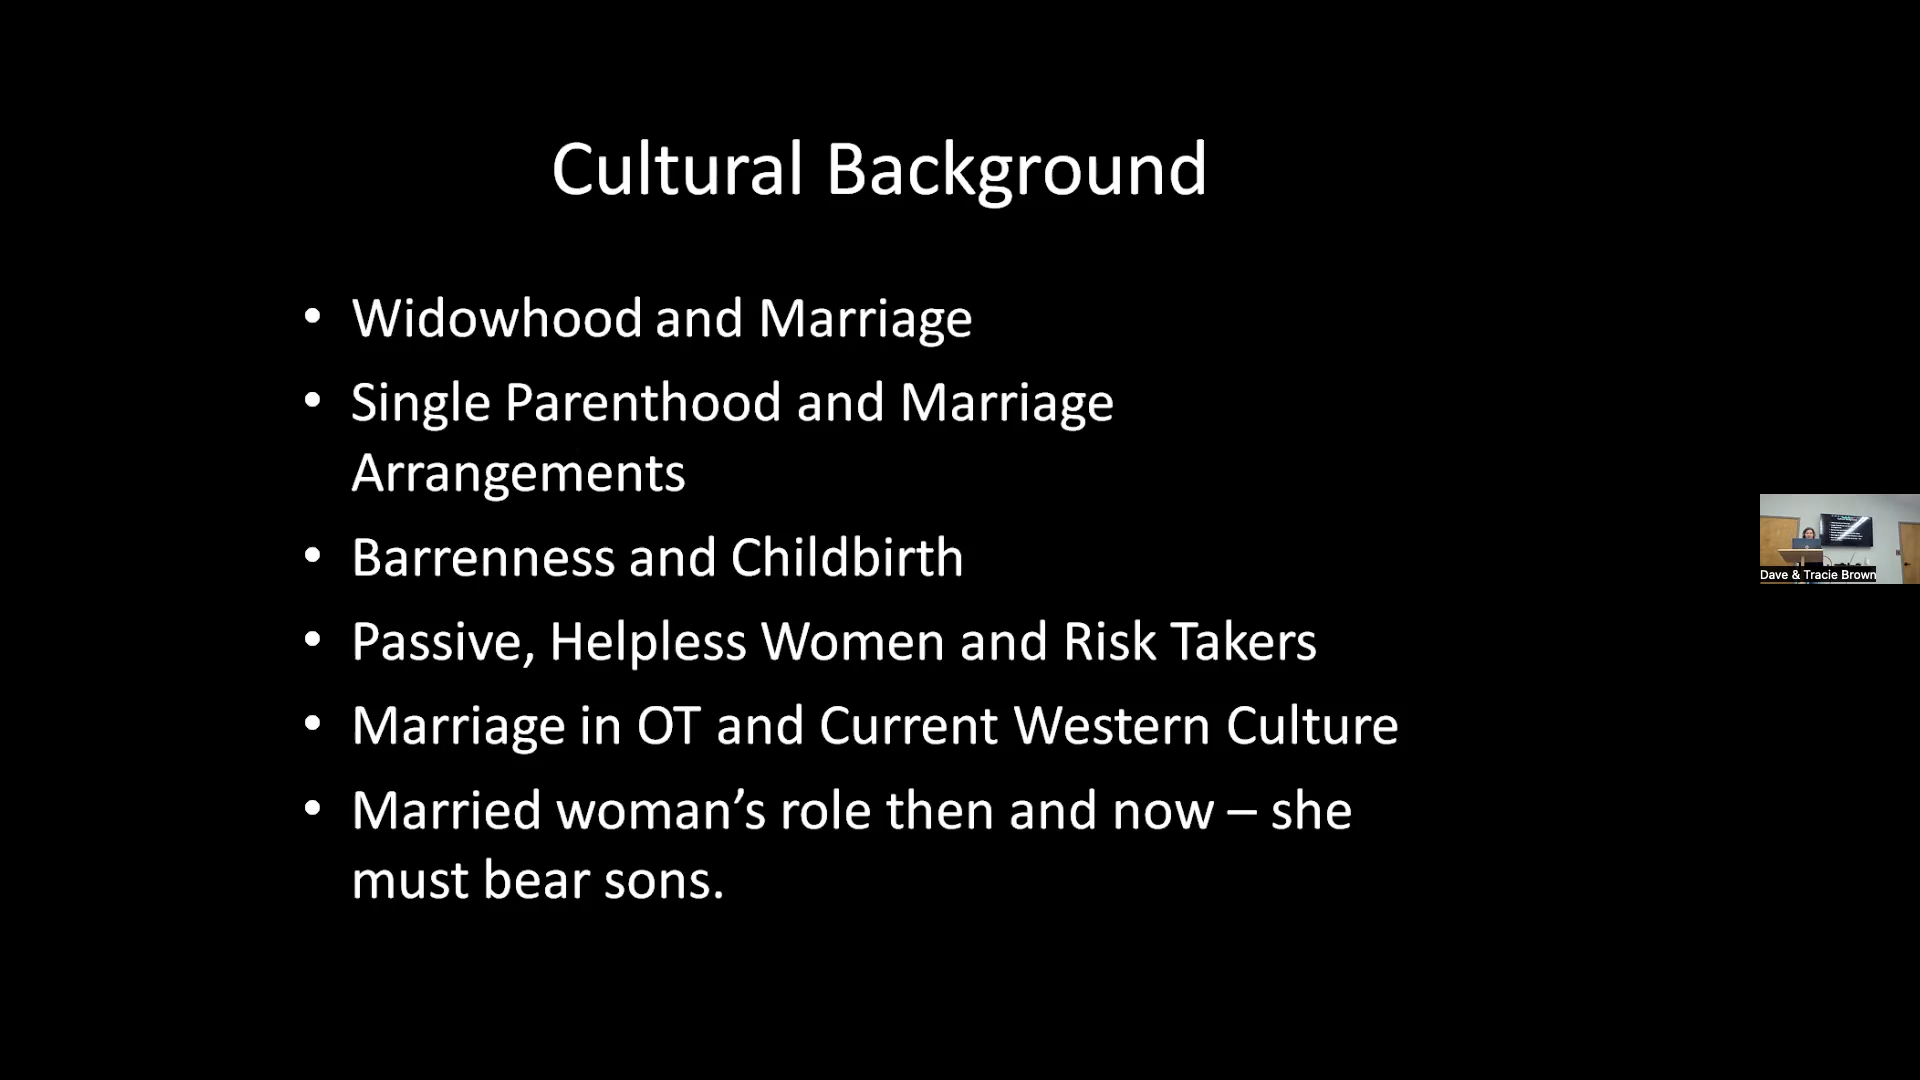 Cultural Background
• Widowhood and Marriage
• Single Parenthood and Marriage
Arrangements
• Barrenness and Childbirth
• Passive, Helpless Women and Risk Takers
• Marriage in OT and Current Western Culture
• Married woman’s role then and now – she
must bear sons.
Dave & Tracie Brown